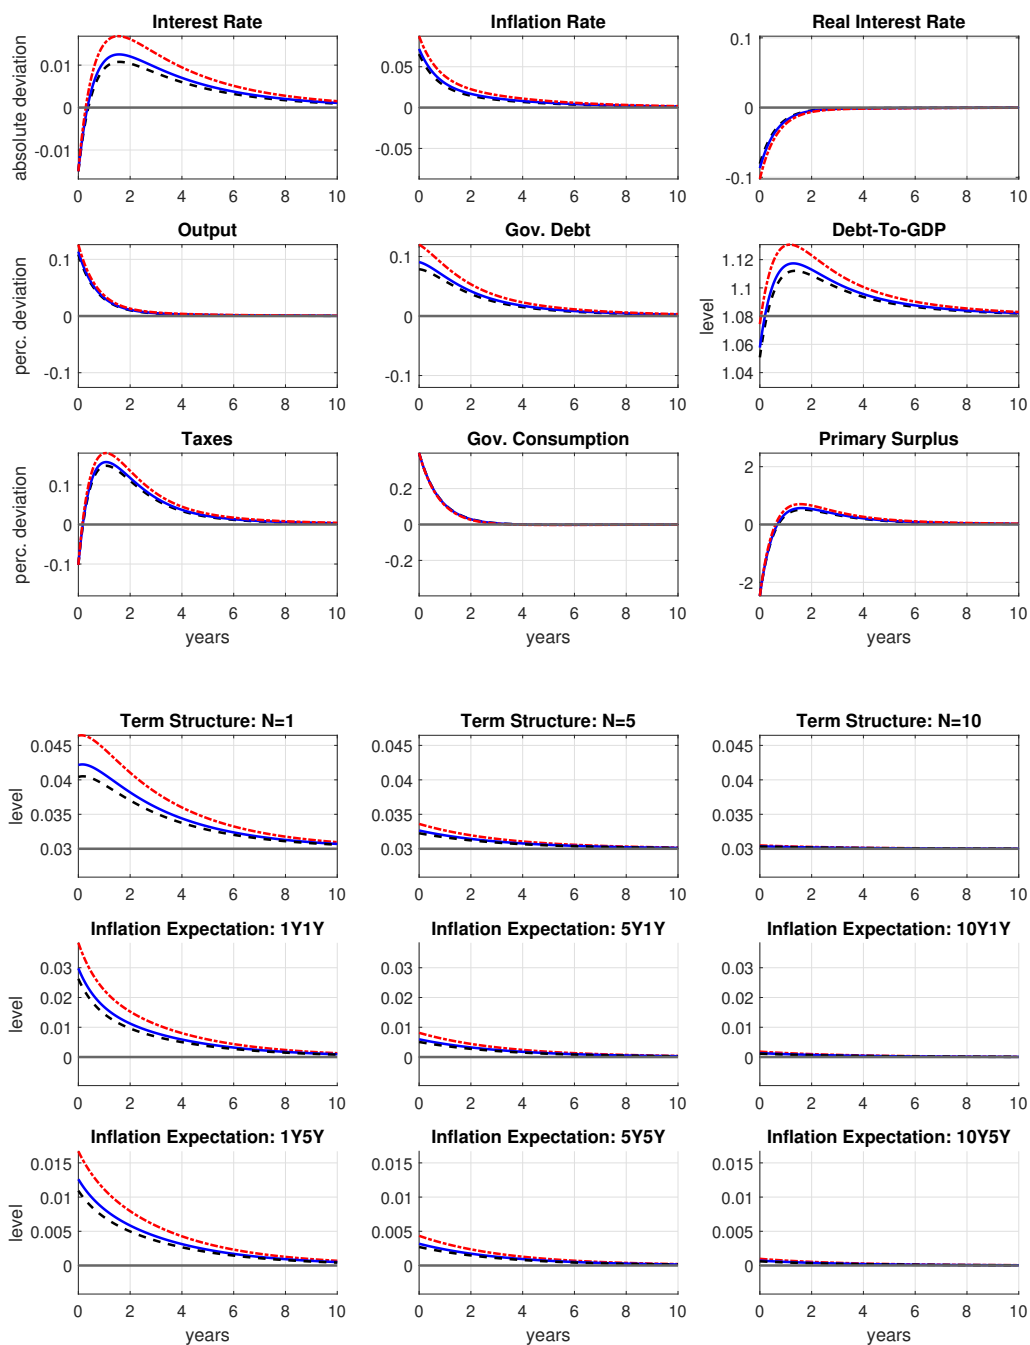 Interest Rate
Inflation Rate
Real Interest Rate
absolute deviation
0.01
0
-0.01
0 2 4 6 8 10
0.05
0
-0.05
0 2 4 6 8 10
0.1
0
-0.1
0 2 4 6 8 10
Output
Gov. Debt
Debt-To-GDP
perc. deviation
0.1
0
-0.1
0 2 4 6 8 10
0.1
0
-0.1
0 2 4 6 8 10
level
1.12
1.1
1.08
1.06
1.04
0 2 4 6 8 10
Taxes
Gov. Consumption
Primary Surplus
perc. deviation
0.1
0
-0.1
0 2 4 6 8 10
years
0.2
0
-0.2
0 2 4 6 8 10
years
2
0
-2
0 2 4 6 8 10
years
Term Structure: N=1
Term Structure: N=5
Term Structure: N=10
level
0.045
0.04
0.035
0.03
0 2 4 6 8 10
0.045
0.04
0.035
0.03
0 2 4 6 8 10
0.045
0.04
0.035
0.03
0 2 4 6 8 10
Inflation Expectation: 1Y1Y
Inflation Expectation: 5Y1Y
Inflation Expectation: 10Y1Y
level
0.03
0.02
0.01
0
0 2 4 6 8 10
0.03
0.02
0.01
0
0 2 4 6 8 10
0.03
0.02
0.01
0
0 2 4 6 8 10
Inflation Expectation: 1Y5Y
Inflation Expectation: 5Y5Y
Inflation Expectation: 10Y5Y
level
0.015
0.01
0.005
0
0 2 4 6 8 10
years
0.015
0.01
0.005
0
0 2 4 6 8 10
years
0.015
0.01
0.005
0
0 2 4 6 8 10
years